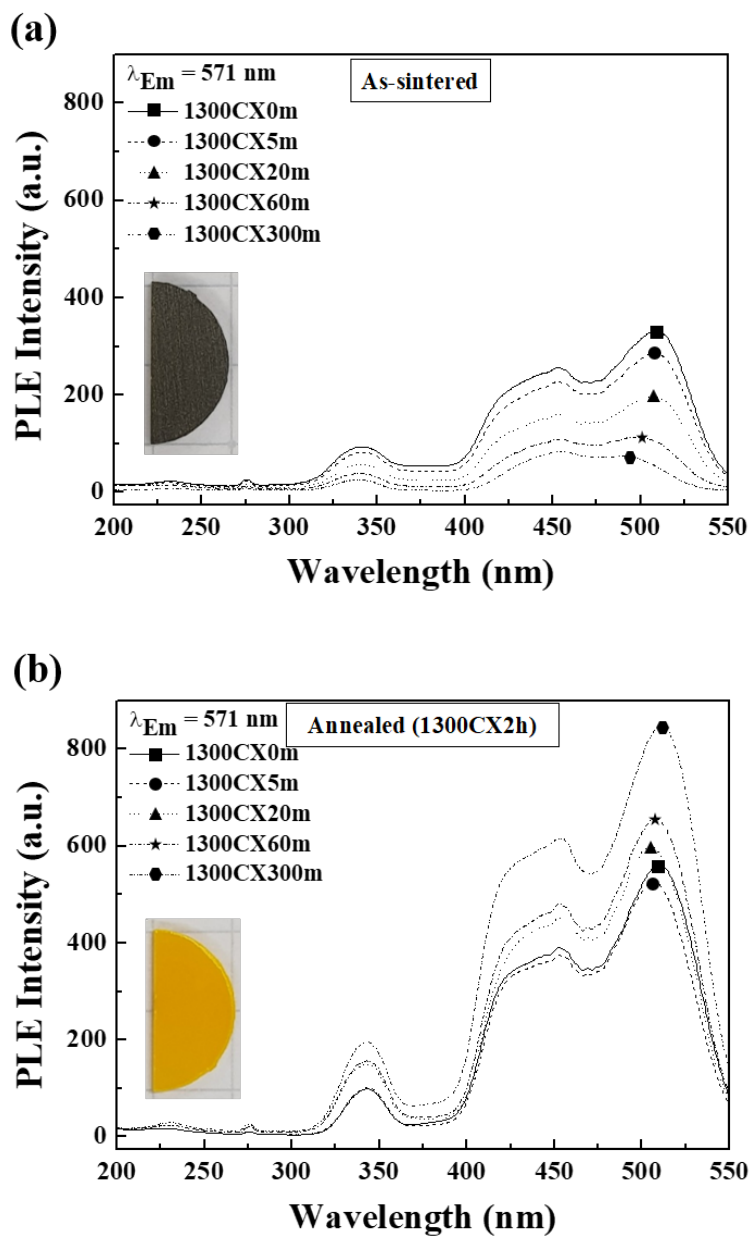 (a)
λEm = 571 nm
As-sintered
1300CX0m
1300CX5m
1300CX20m
1300CX60m
1300CX300m
PLE Intensity (a.u.)
800
600
400
200
0
200 250 300 350 400 450 500 550
Wavelength (nm)
(b)
λEm = 571 nm
Annealed (1300CX2h)
1300CX0m
1300CX5m
1300CX20m
1300CX60m
1300CX300m
PLE Intensity (a.u.)
800
600
400
200
0
200 250 300 350 400 450 500 550
Wavelength (nm)